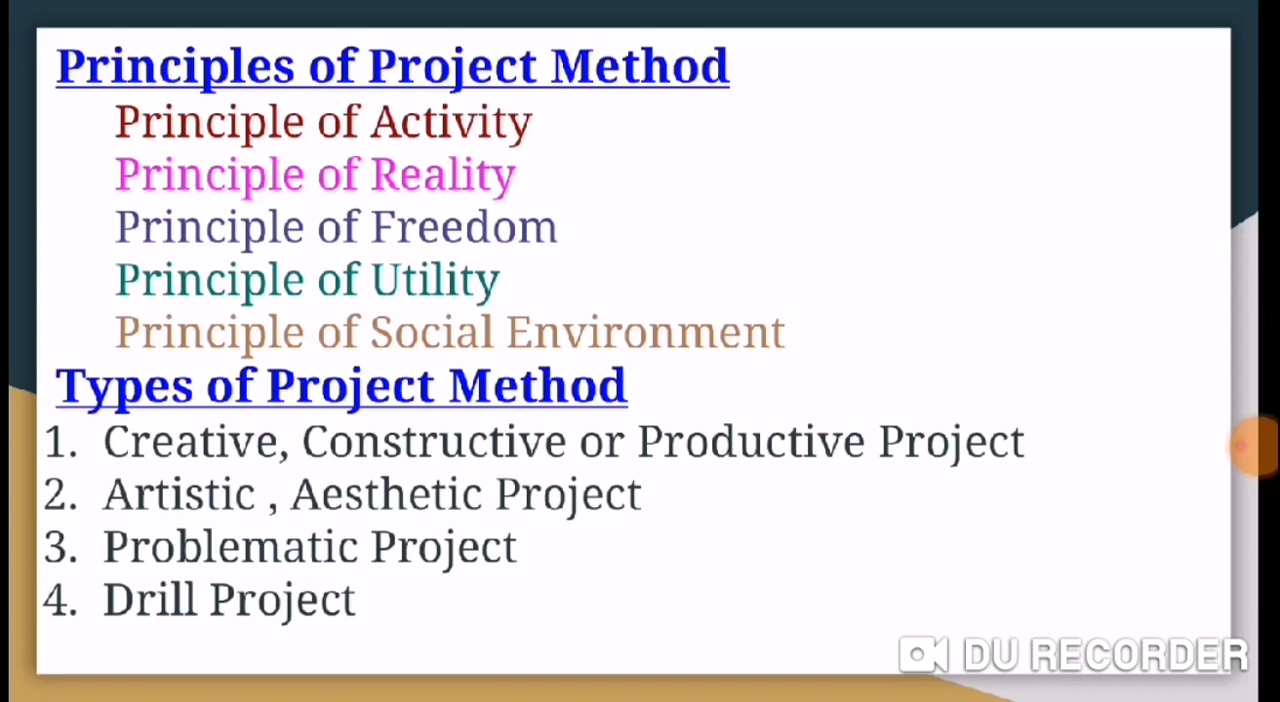 Principles of Project Method
Principle of Activity
Principle of Reality
Principle of Freedom
Principle of Utility
Principle of Social Environment
Types of Project Method
1. Creative, Constructive or Productive Project
2. Artistic , Aesthetic Project
3. Problematic Project
4. Drill Project
DU RECORDER